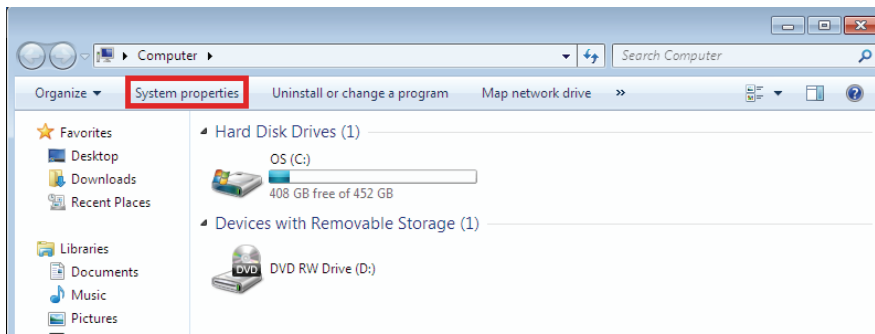 Computer
Search Computer
Organize
System properties
Uninstall or change a program
Map network drive
»
Favorites
Desktop
Downloads
Recent Places
Libraries
Documents
Music
Pictures
Hard Disk Drives (1)
OS (C:)
408 GB free of 452 GB
Devices with Removable Storage (1)
DVD
DVD RW Drive (D:)